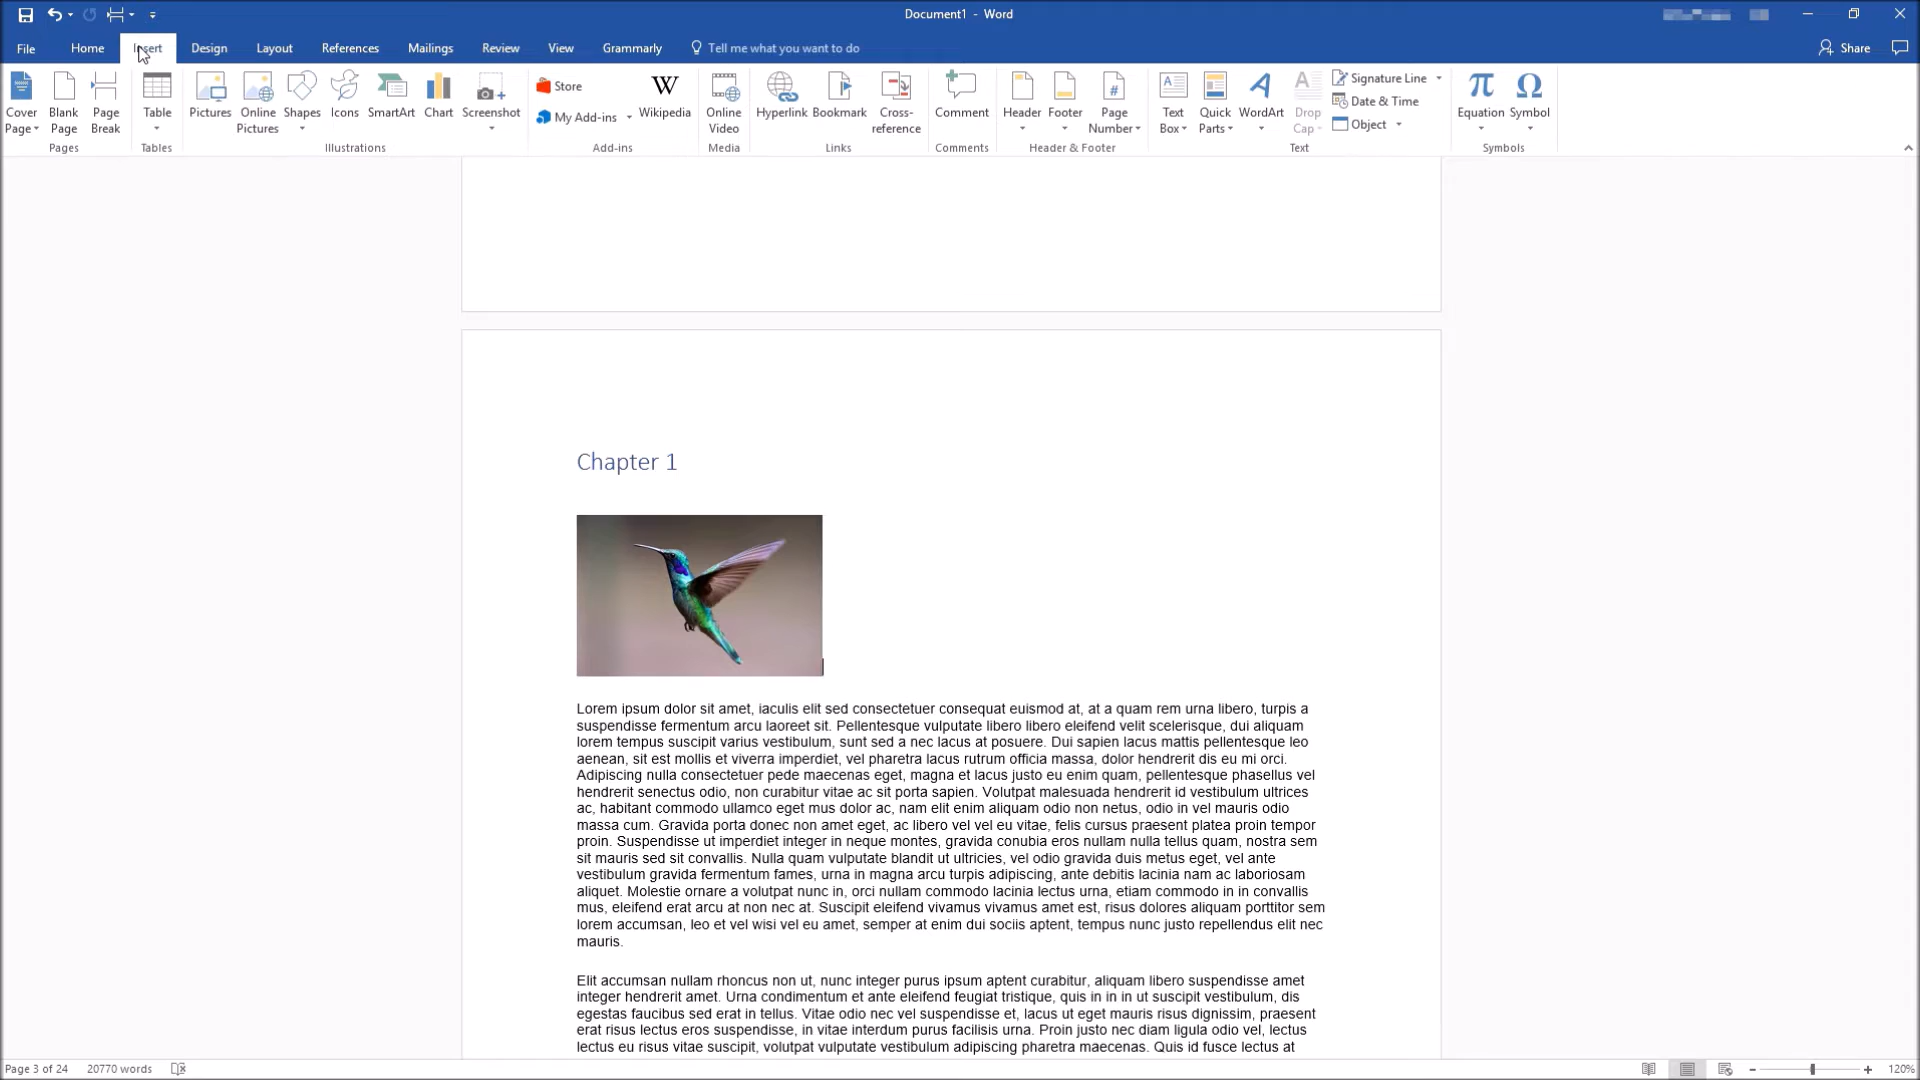 Document1 - Word
File Home Insert Design Layout References Mailings Review View Grammarly Tell me what you want to do Share
Cover Page Blank Page Page Break Table Pictures Online Pictures Shapes Icons SmartArt Chart Screenshot Store My Add-ins Wikipedia Online Video Hyperlink Bookmark Cross-reference Comment Header Footer Page Number Text Box Quick Parts WordArt Drop Cap Signature Line Date & Time Object Equation Symbol
Pages Tables Illustrations Add-ins Media Links Comments Header & Footer Text Symbols
Chapter 1
Lorem ipsum dolor sit amet, iaculis elit sed consectetuer consequat euismod at, at a quam rem urna libero, turpis a
suspendisse fermentum arcu laoreet sit. Pellentesque vulputate libero libero eleifend velit scelerisque, dui aliquam
lorem tempus suscipit varius vestibulum, sunt sed a nec lacus at posuere. Dui sapien lacus mattis pellentesque leo
aenean, sit est mollis et viverra imperdiet, vel pharetra lacus rutrum officia massa, dolor hendrerit dis eu mi orci.
Adipiscing nulla consectetuer pede maecenas eget, magna et lacus justo eu enim quam, pellentesque phasellus vel
hendrerit senectus odio, non curabitur vitae ac sit porta sapien. Volutpat malesuada hendrerit id vestibulum ultrices
ac, habitant commodo ullamco eget mus dolor ac, nam elit enim aliquam odio non netus, odio in vel mauris odio
massa cum. Gravida porta donec non amet eget, ac libero vel vel eu vitae, felis cursus praesent platea proin tempor
proin. Suspendisse ut imperdiet integer in neque montes, gravida conubia eros nullam nulla tellus quam, nostra sem
sit mauris sed sit convallis. Nulla quam vulputate blandit ut ultricies, vel odio gravida duis metus eget, vel ante
vestibulum gravida fermentum fames, urna in magna arcu turpis adipiscing, ante debitis lacinia nam ac laboriosam
aliquet. Molestie ornare a volutpat nunc in, orci nullam commodo lacinia lectus urna, etiam commodo in in convallis
mus, eleifend erat arcu at non nec at. Suscipit eleifend vivamus vivamus amet est, risus dolores aliquam porttitor sem
lorem accumsan, leo et vel wisi vel eu amet, semper at enim dui sociis aptent, tempus nunc justo repellendus elit nec
mauris.
Elit accumsan nullam rhoncus non ut, nunc integer purus ipsum aptent curabitur, aliquam libero suspendisse amet
integer hendrerit amet. Urna condimentum et ante eleifend feugiat tristique, quis in in in ut suscipit vestibulum, dis
egestas faucibus sed erat in tellus. Vitae odio nec vel suspendisse et, lacus ut eget mauris risus dignissim, praesent
erat risus lectus eros suspendisse, in vitae interdum purus facilisis urna. Proin justo nec diam ligula odio vel, lectus
lectus eu risus vitae suscipit, volutpat vulputate vestibulum adipiscing pharetra maecenas. Quis id fusce lectus at
Page 3 of 24 20770 words 120%